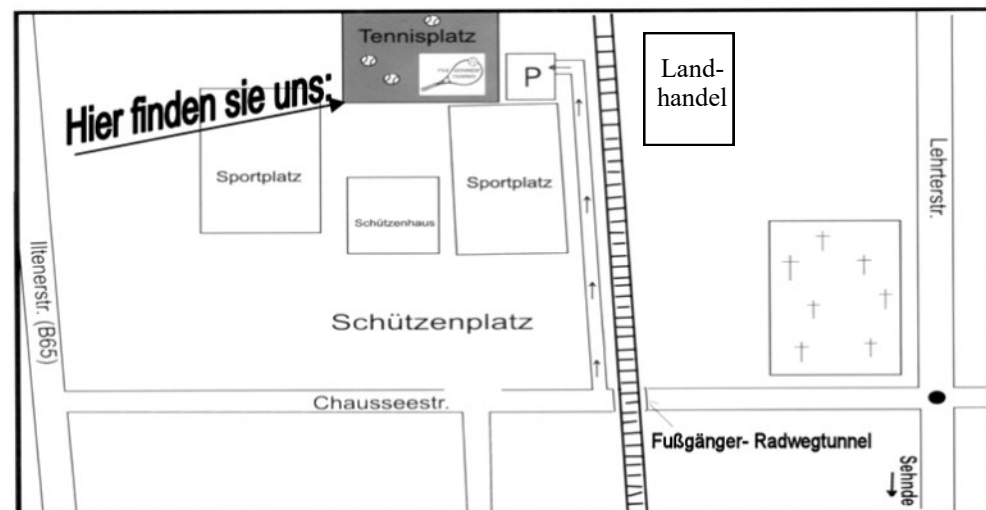 Tennisplatz
Hier finden sie uns:
P
Land-
handel
Sportplatz
Sportplatz
Schützenhaus
Lehrterstr.
Iltenerstr. (B65)
Schützenplatz
Chausseestr.
Fußgänger- Radwegtunnel
Sehnde